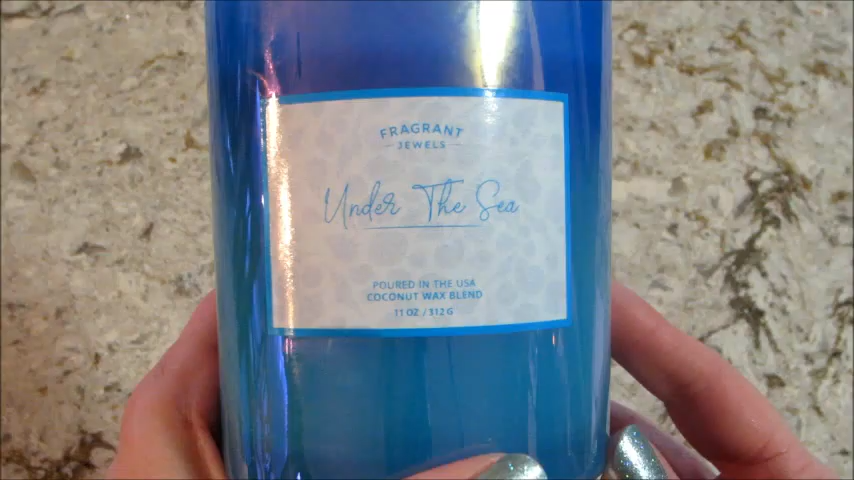 FRAGRANT
JEWELS
Under The Sea
POURED IN THE USA
COCONUT WAX BLEND
11 OZ / 312 G